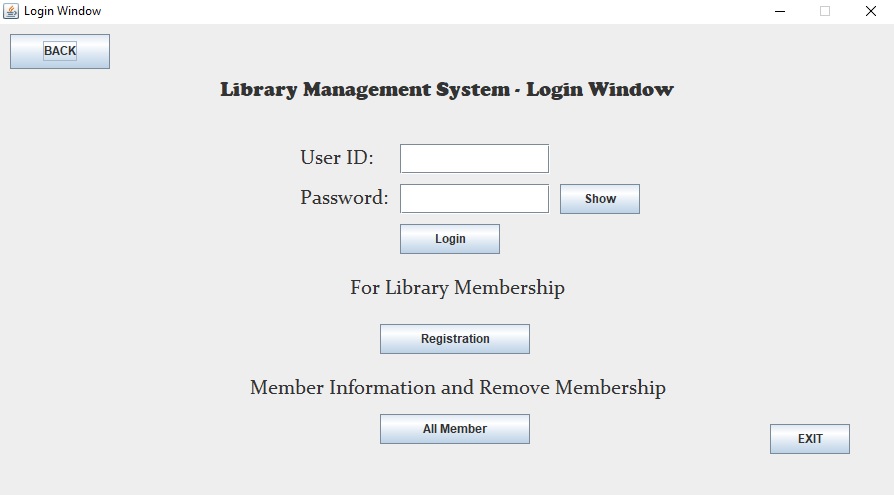 Login Window
BACK
Library Management System - Login Window
User ID:
Password:
Show
Login
For Library Membership
Registration
Member Information and Remove Membership
All Member
EXIT